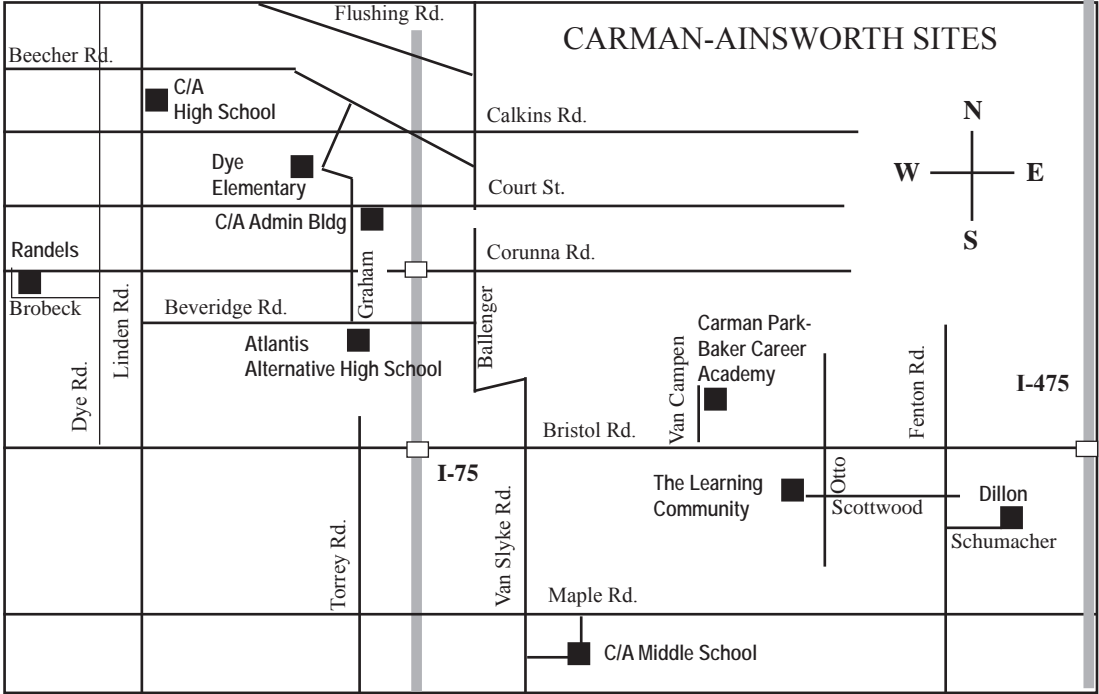 Flushing Rd.
CARMAN-AINSWORTH SITES
Beecher Rd.
C/A
High School
Calkins Rd.
N
W
E
S
Dye
Elementary
Court St.
C/A Admin Bldg
Randels
Corunna Rd.
Brobeck
Beveridge Rd.
Graham
Linden Rd.
Dye Rd.
Atlantis
Alternative High School
Ballenger
Carman Park-
Baker Career
Academy
Van Campen
Fenton Rd.
I-475
Bristol Rd.
I-75
The Learning
Community
Otto
Scottwood
Dillon
Schumacher
Torrey Rd.
Van Slyke Rd.
Maple Rd.
C/A Middle School